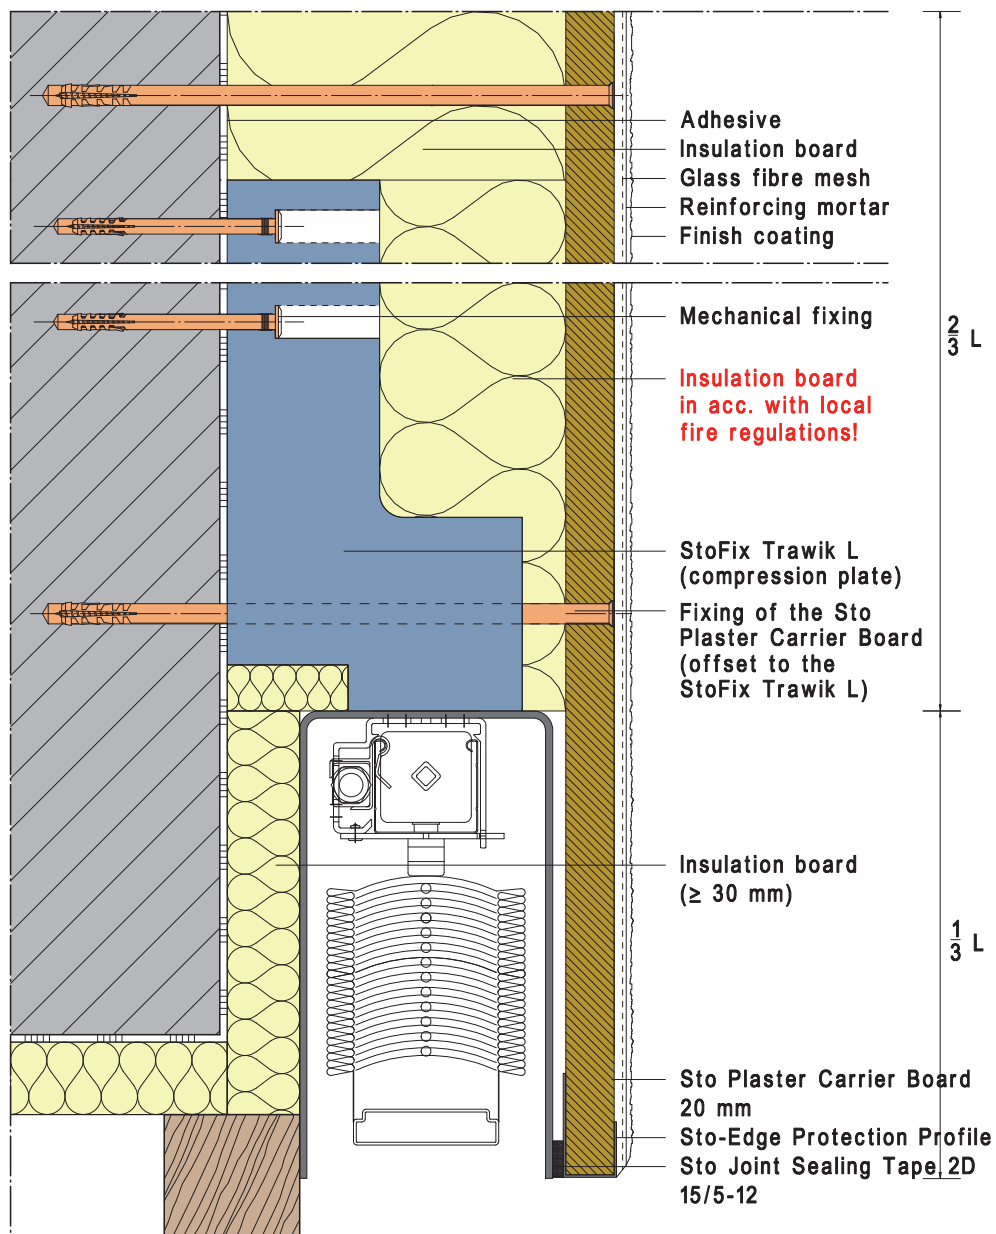 Adhesive
Insulation board
Glass fibre mesh
Reinforcing mortar
Finish coating
Mechanical fixing
2/3 L
Insulation board
in acc. with local
fire regulations!
StoFix Trawik L
(compression plate)
Fixing of the Sto
Plaster Carrier Board
(offset to the
StoFix Trawik L)
Insulation board
(≥ 30 mm)
1/3 L
Sto Plaster Carrier Board
20 mm
Sto-Edge Protection Profile
Sto Joint Sealing Tape 2D
15/5-12